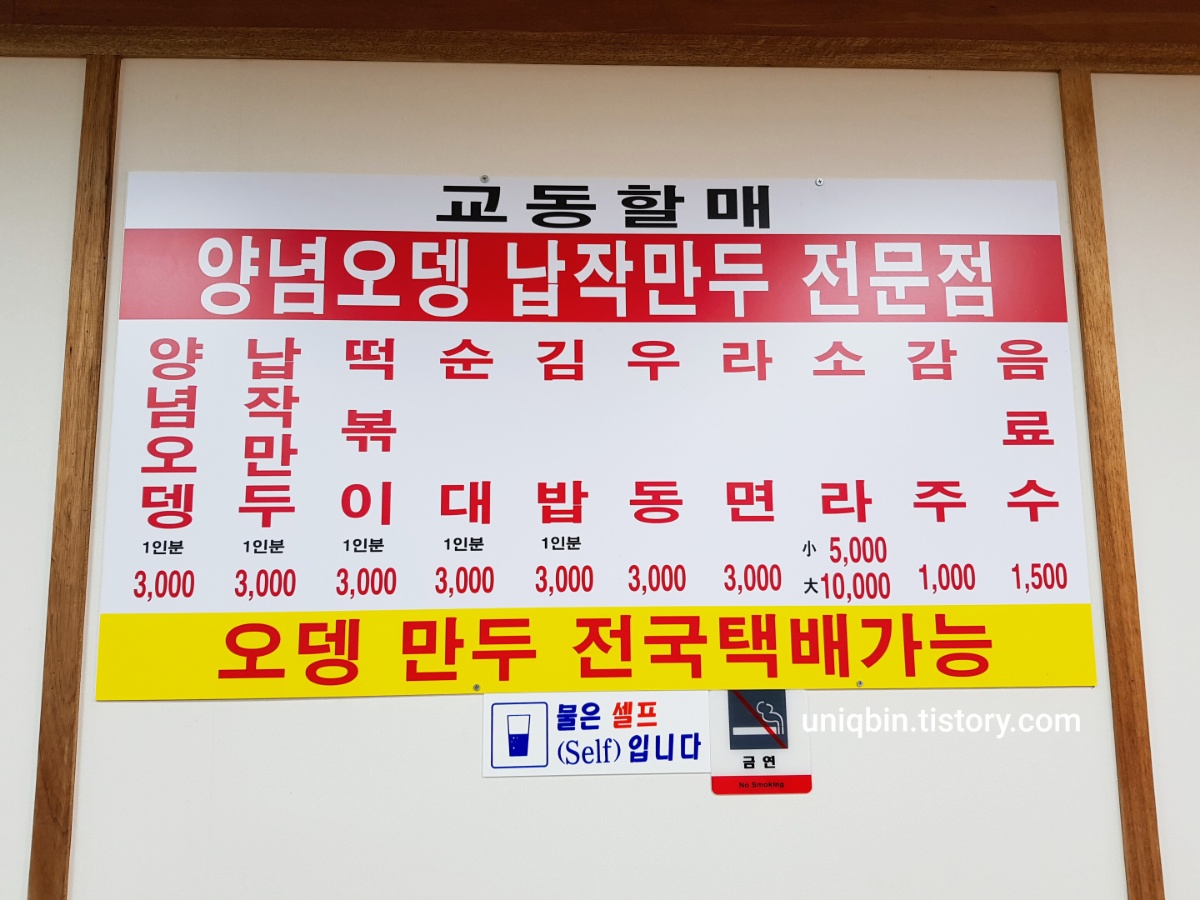 교동할매
양념오뎅 납작만두 전문점
양념오뎅 1인분 3,000
납작만두 1인분 3,000
떡볶이 1인분 3,000
순대 1인분 3,000
김밥 1인분 3,000
우동 3,000
라면 3,000
소라 小 5,000
大 10,000
감주 1,000
음료수 1,500
오뎅 만두 전국택배가능
물은 셀프
(Self) 입니다
금연
No Smoking
uniqbin.tistory.com